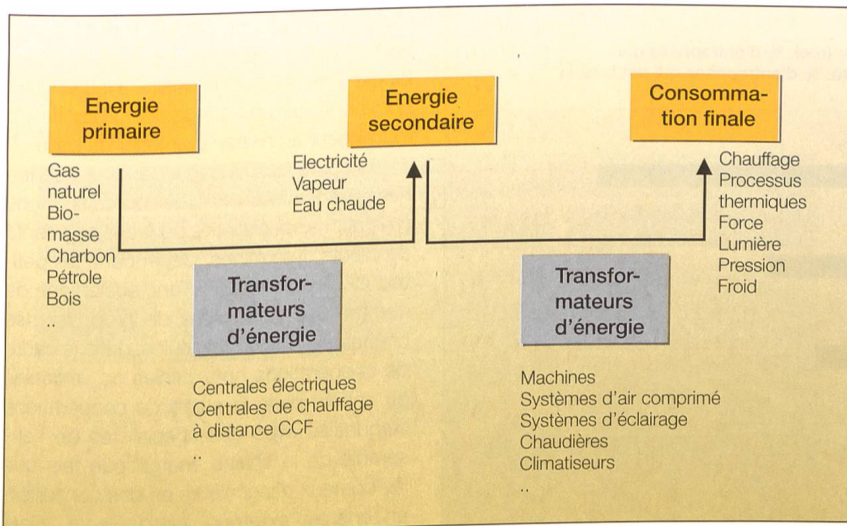 Energie
primaire
Gas
naturel
Bio-
masse
Charbon
Pétrole
Bois
..
Transfor-
mateurs
d'énergie
Centrales électriques
Centrales de chauffage
à distance CCF
..
Energie
secondaire
Electricité
Vapeur
Eau chaude
Transfor-
mateurs
d'énergie
Machines
Systèmes d'air comprimé
Systèmes d'éclairage
Chaudières
Climatiseurs
..
Consomma-
tion finale
Chauffage
Processus
thermiques
Force
Lumière
Pression
Froid